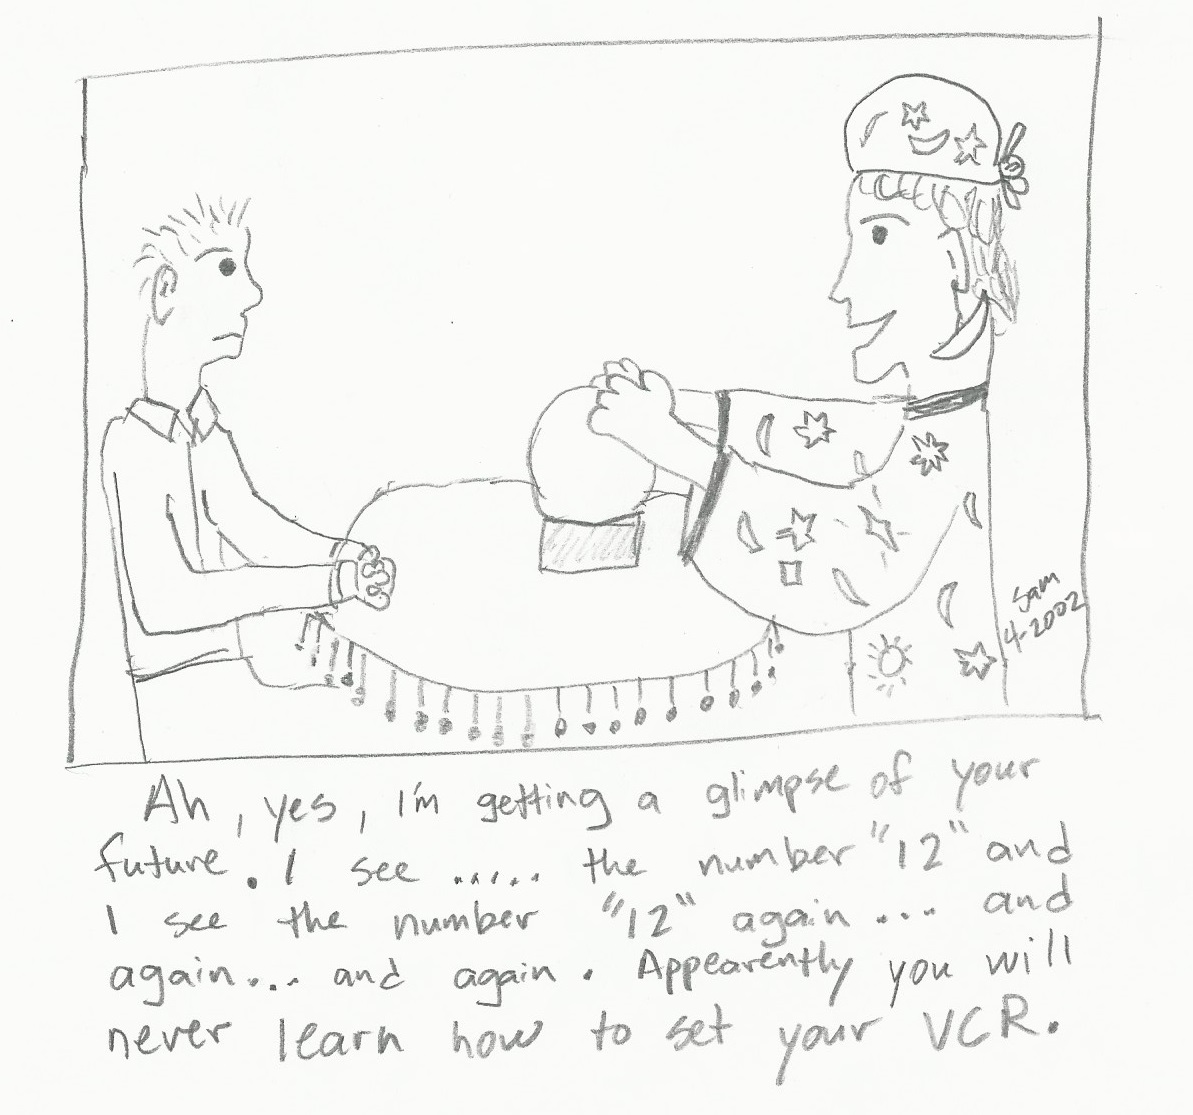 Sam
4-2002
Ah, yes, I'm getting a glimpse of your
future. I see ..... the number "12" and
I see the number "12" again... and
again... and again. Appearently you will
never learn how to set your VCR.